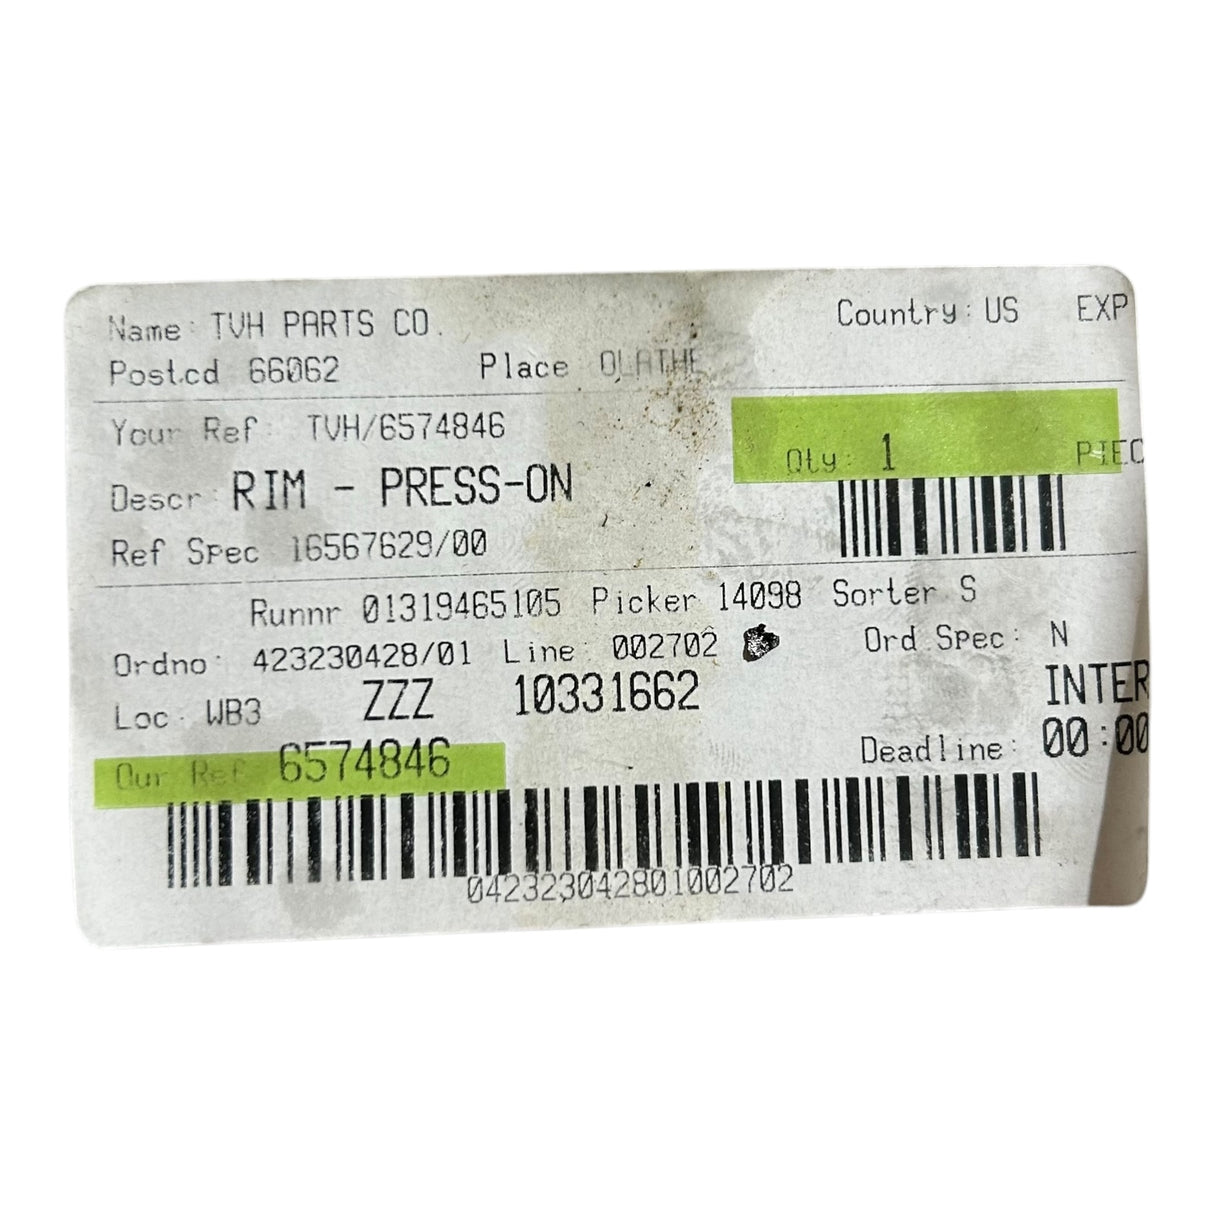 Name: TVH PARTS CO. Country: US EXP
Postcd 66062 Place OLATHE
Your Ref: TVH/6574846
Qty: 1 PIEC
Descr: RIM - PRESS-ON
Ref Spec 16567629/00
Runnr 01319465105 Picker 14098 Sorter S
Ordno: 423230428/01 Line: 002702 Ord Spec: N
Loc: WB3 ZZZ 10331662 INTER
Our Ref 6574846 Deadline: 00:00
042323042801002702